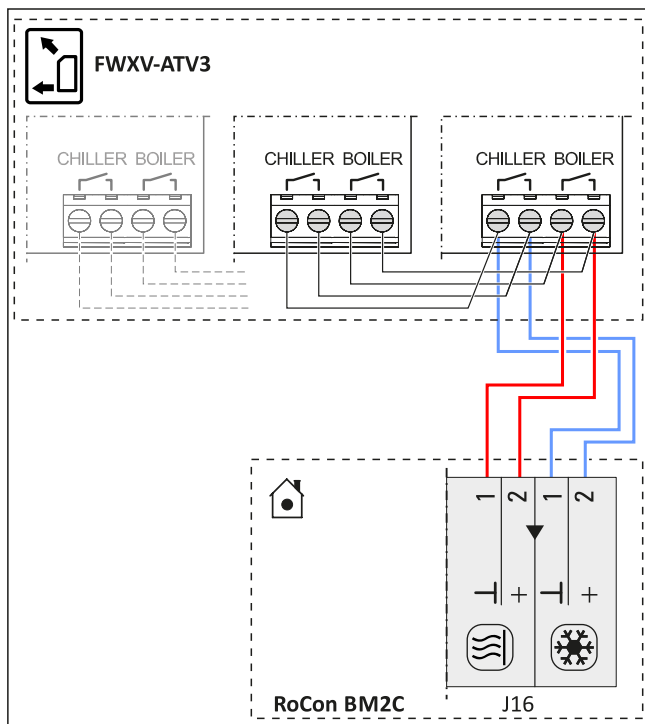 FWXV-ATV3
CHILLER BOILER
CHILLER BOILER
CHILLER BOILER
1 2 1 2
+ +
RoCon BM2C
J16